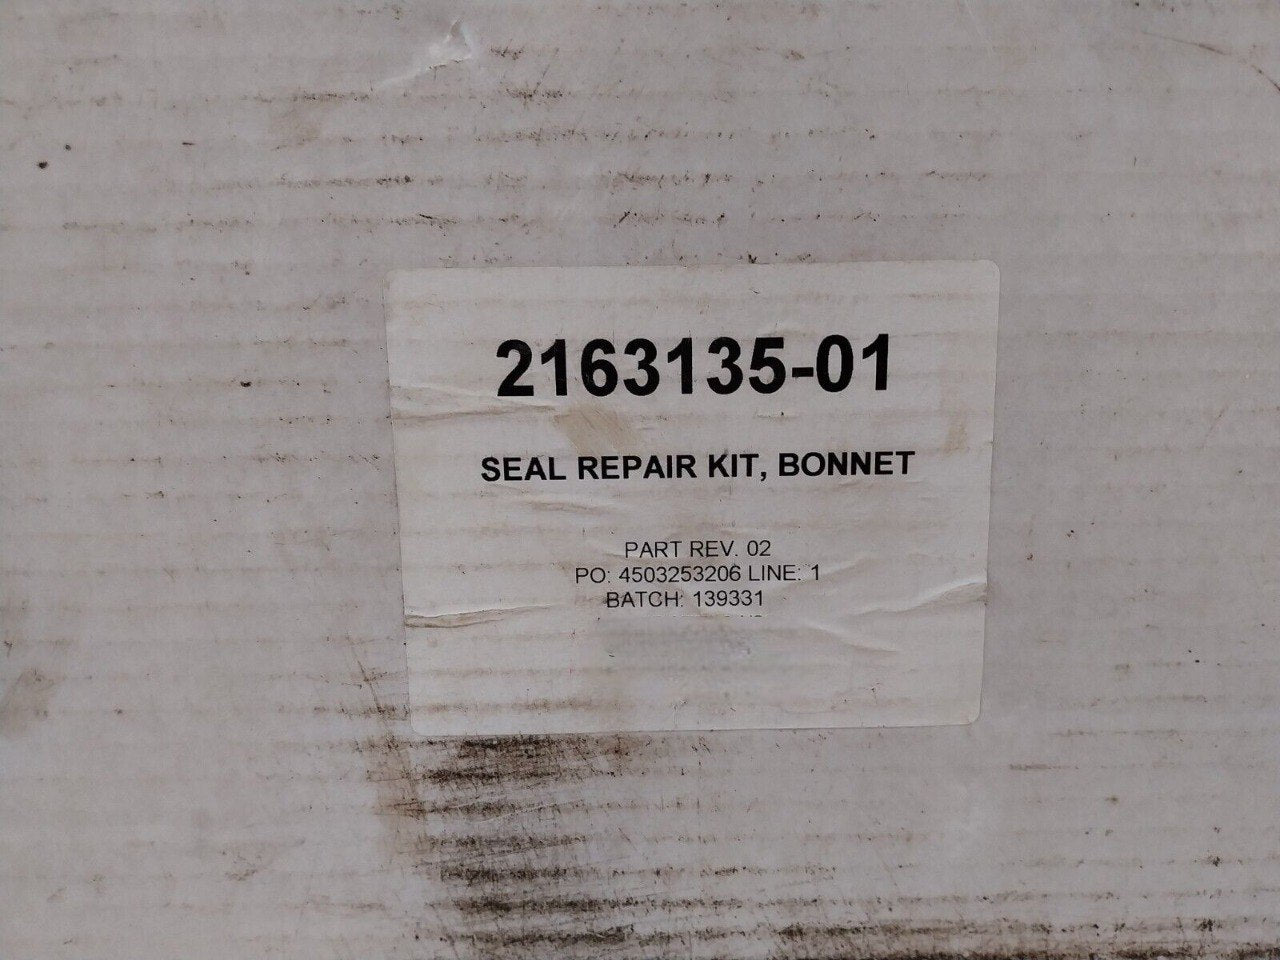 2163135-01
SEAL REPAIR KIT, BONNET
PART REV. 02
PO: 4503253206 LINE: 1
BATCH: 139331